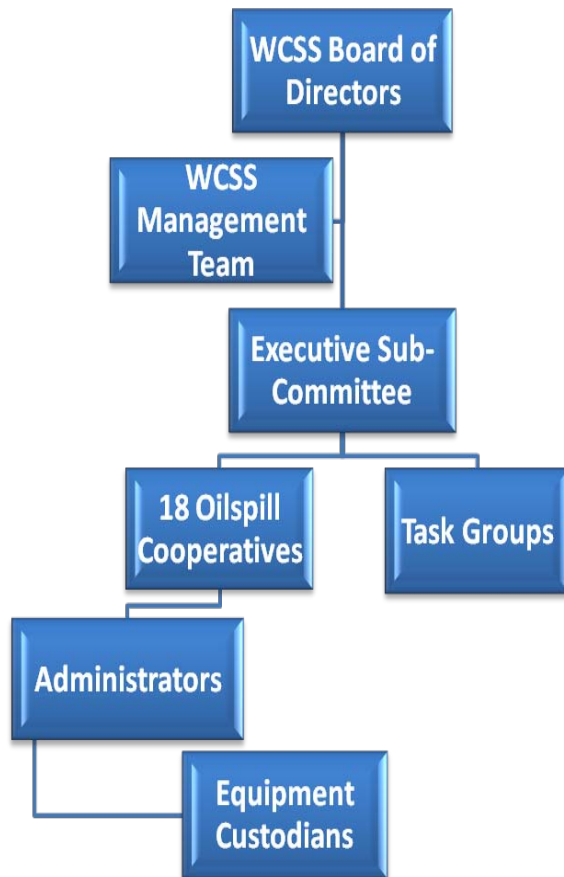 WCSS Board of
Directors
WCSS
Management
Team
Executive Sub-
Committee
18 Oilspill
Cooperatives
Task Groups
Administrators
Equipment
Custodians